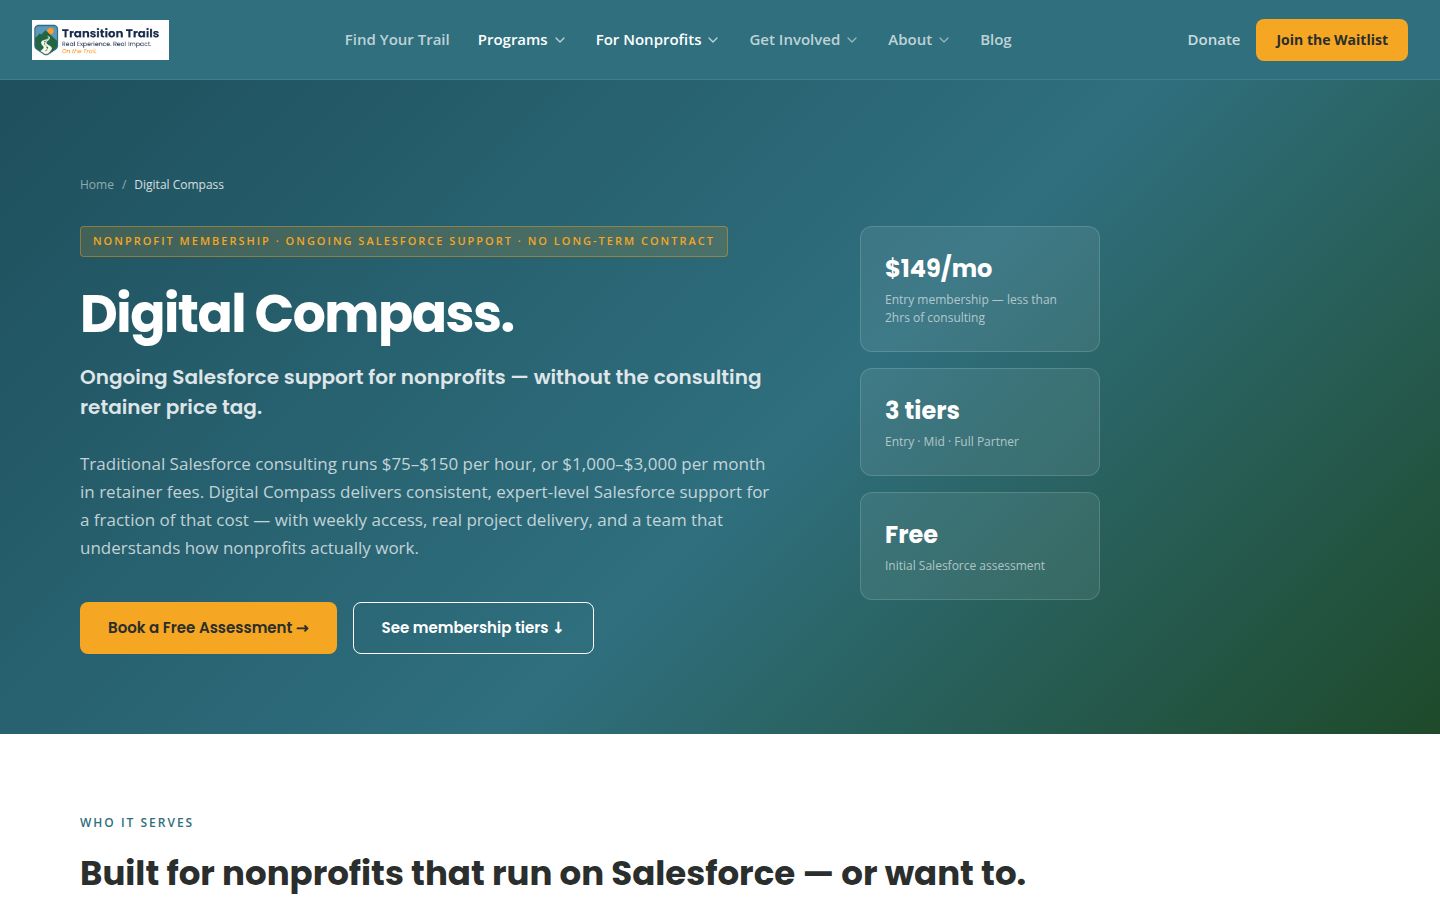 Transition Trails
Real Experience. Real Impact.
On the Trail.
Find Your Trail
Programs
For Nonprofits
Get Involved
About
Blog
Donate
Join the Waitlist
Home / Digital Compass
NONPROFIT MEMBERSHIP · ONGOING SALESFORCE SUPPORT · NO LONG-TERM CONTRACT
Digital Compass.
Ongoing Salesforce support for nonprofits — without the consulting
retainer price tag.
Traditional Salesforce consulting runs $75–$150 per hour, or $1,000–$3,000 per month
in retainer fees. Digital Compass delivers consistent, expert-level Salesforce support for
a fraction of that cost — with weekly access, real project delivery, and a team that
understands how nonprofits actually work.
Book a Free Assessment →
See membership tiers ↓
$149/mo
Entry membership — less than
2hrs of consulting
3 tiers
Entry · Mid · Full Partner
Free
Initial Salesforce assessment
WHO IT SERVES
Built for nonprofits that run on Salesforce — or want to.